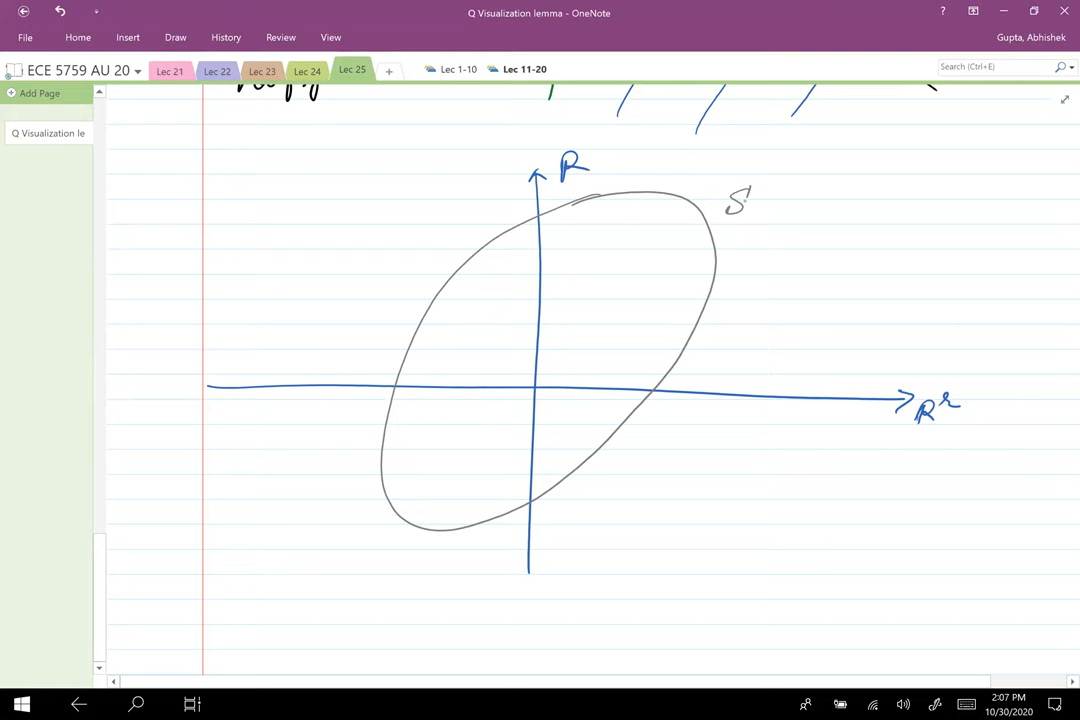 Q Visualization lemma - OneNote
?
File Home Insert Draw History Review View
Gupta, Abhishek
ECE 5759 AU 20
Lec 21 Lec 22 Lec 23 Lec 24 Lec 25
Lec 1-10 Lec 11-20
Search (Ctrl+E)
Add Page
Q Visualization le
R
S
R^r
2:07 PM
10/30/2020